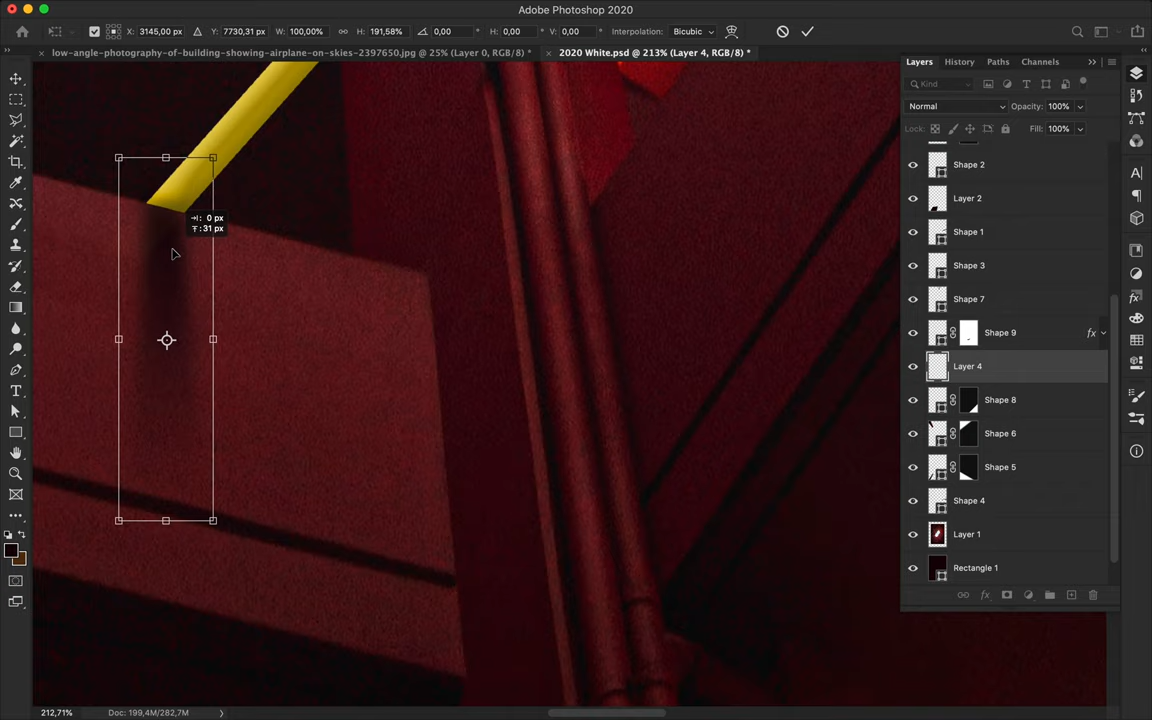 Adobe Photoshop 2020
X: 3145,00 px Y: 7730,31 px W: 100,00% H: 191,58% 0,00 ° H: 0,00 ° V: 0,00 ° Interpolation: Bicubic
low-angle-photography-of-building-showing-airplane-on-skies-2397650.jpg @ 25% (Layer 0, RGB/8) * 2020 White.psd @ 213% (Layer 4, RGB/8) *
Layers History Paths Channels
Kind
Normal Opacity: 100%
Lock: Fill: 100%
Shape 2
Layer 2
Shape 1
Shape 3
Shape 7
Shape 9 fx
Layer 4
Shape 8
Shape 6
Shape 5
Shape 4
Layer 1
Rectangle 1
fx
: 0 px
: 31 px
212,71% Doc: 199,4M/282,7M